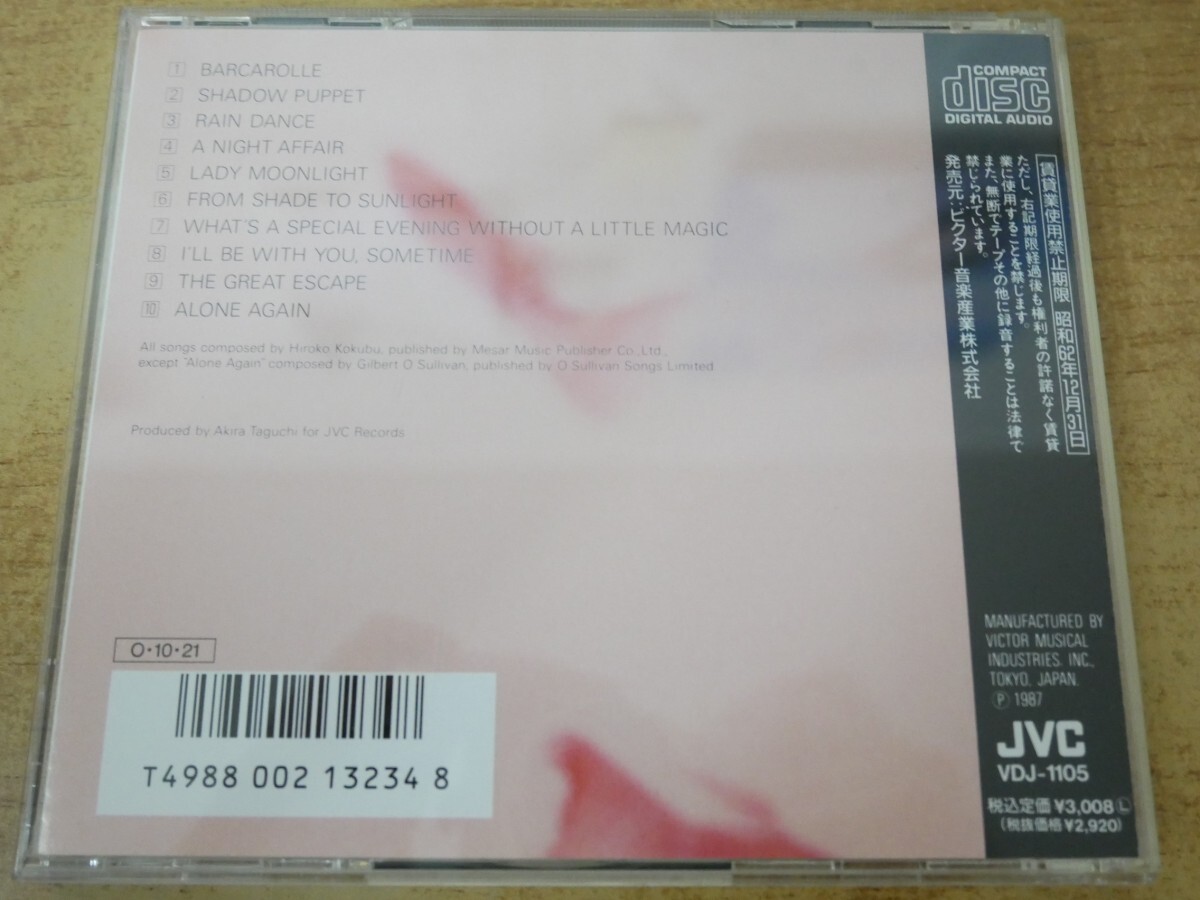 1 BARCAROLLE
2 SHADOW PUPPET
3 RAIN DANCE
4 A NIGHT AFFAIR
5 LADY MOONLIGHT
6 FROM SHADE TO SUNLIGHT
7 WHAT'S A SPECIAL EVENING WITHOUT A LITTLE MAGIC
8 I'LL BE WITH YOU, SOMETIME
9 THE GREAT ESCAPE
10 ALONE AGAIN
All songs composed by Hiroko Kokubu, published by Mesar Music Publisher Co.,Ltd.,
except "Alone Again" composed by Gilbert O Sullivan, published by O Sullivan Songs Limited
Produced by Akira Taguchi for JVC Records
O・10・21
T4988 002 13234 8
COMPACT
disc
DIGITAL AUDIO
賃貸業使用禁止期限 昭和62年12月31日
ただし、右記期限経過後も権利者の許諾なく賃貸
業に使用することを禁じます。
また、無断でテープその他に録音することは法律で
禁じられています。
発売元:ビクター音楽産業株式会社
MANUFACTURED BY
VICTOR MUSICAL
INDUSTRIES, INC.,
TOKYO, JAPAN.
Ⓟ 1987
JVC
VDJ-1105
税込定価¥3,008 Ⓛ
(税抜価格¥2,920)